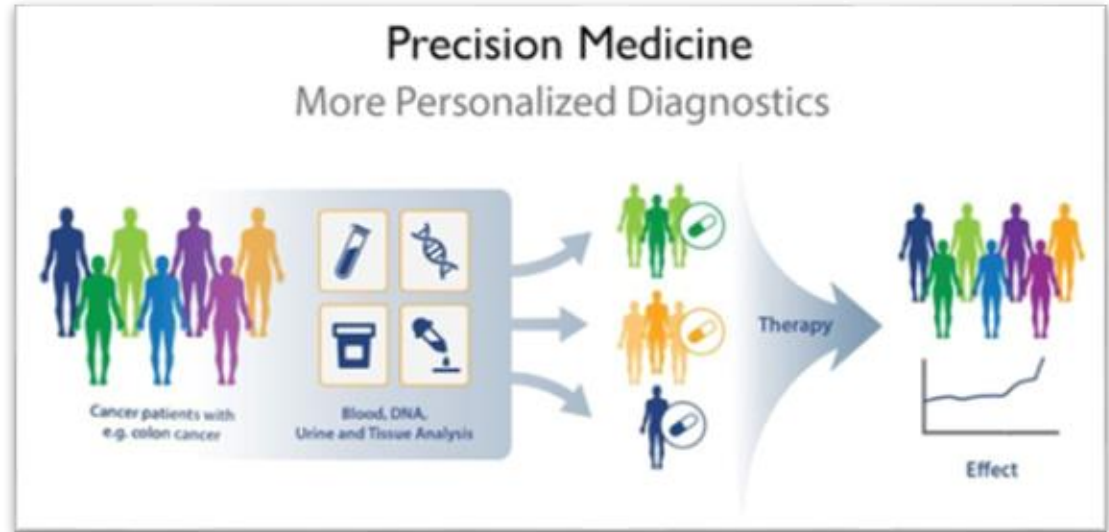 Precision Medicine
More Personalized Diagnostics
Cancer patients with
e.g. colon cancer
Blood, DNA,
Urine and Tissue Analysis
Therapy
Effect